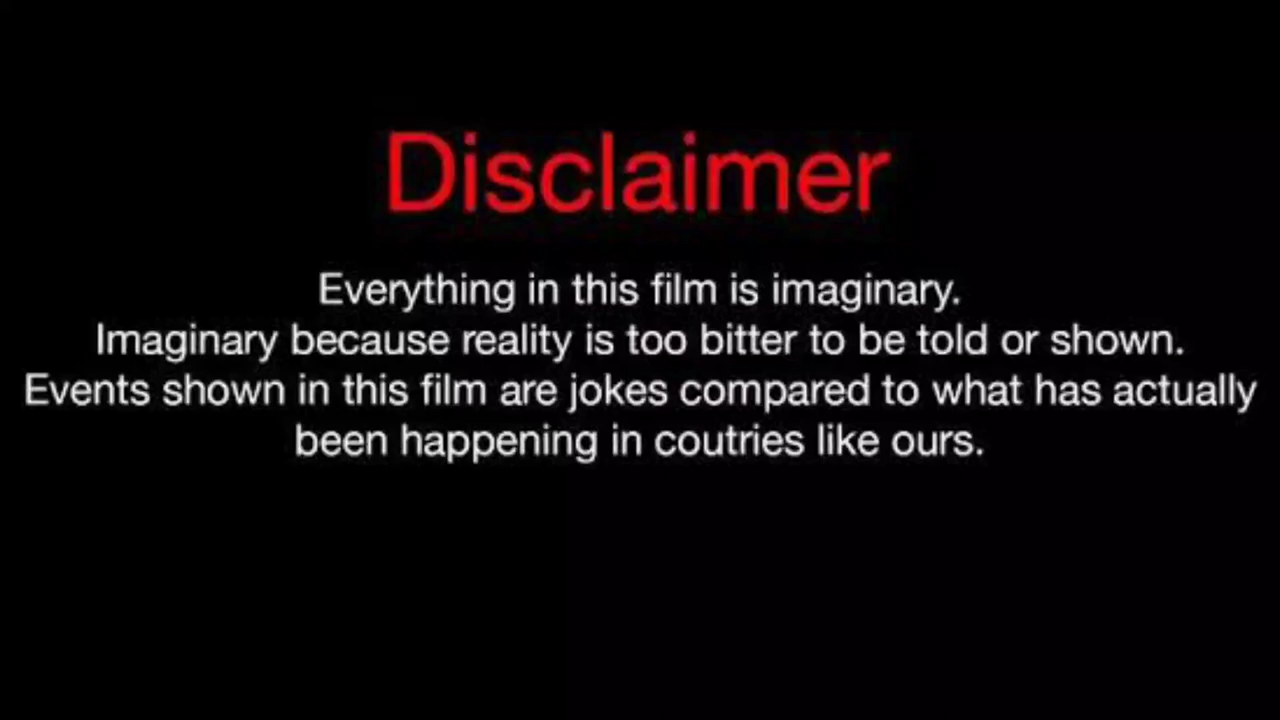 Disclaimer
Everything in this film is imaginary.
Imaginary because reality is too bitter to be told or shown.
Events shown in this film are jokes compared to what has actually
been happening in coutries like ours.